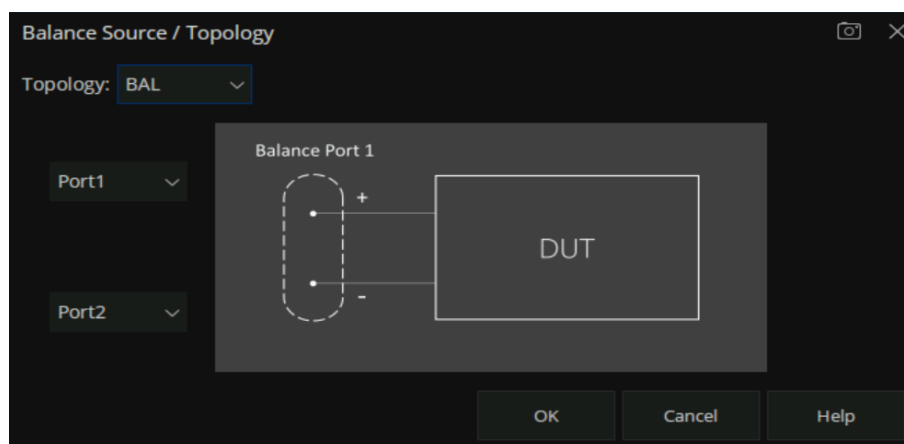 Balance Source / Topology
Topology: BAL
Balance Port 1
Port1
+
DUT
-
Port2
OK Cancel Help